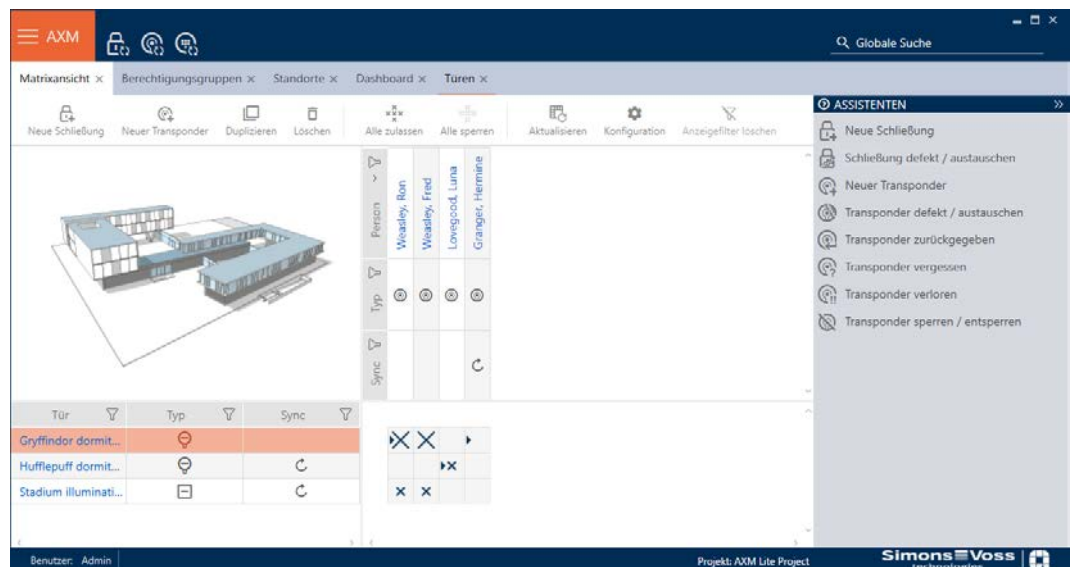 AXM
Globale Suche
Matrixansicht × Berechtigungsgruppen × Standorte × Dashboard × Türen ×
Neue Schließung Neuer Transponder Duplizieren Löschen Alle zulassen Alle sperren Aktualisieren Konfiguration Anzeigefilter löschen
ASSISTENTEN
Neue Schließung
Schließung defekt / austauschen
Neuer Transponder
Transponder defekt / austauschen
Transponder zurückgegeben
Transponder vergessen
Transponder verloren
Transponder sperren / entsperren
Person
Weasley, Ron
Weasley, Fred
Lovegood, Luna
Granger, Hermine
Typ
Sync
Tür Typ Sync
Gryffindor dormit...
Hufflepuff dormit...
Stadium illuminati...
Benutzer: Admin
Projekt: AXM Lite Project
Simons Voss
technologies